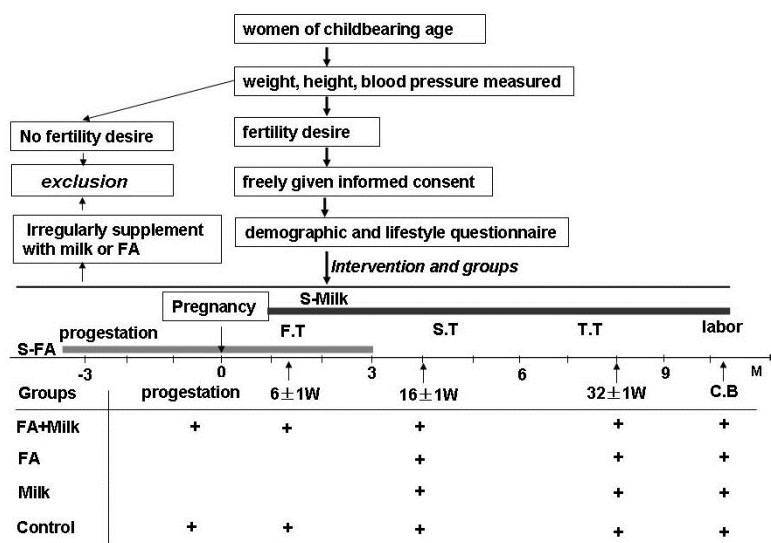 women of childbearing age
weight, height, blood pressure measured
No fertility desire
fertility desire
exclusion
freely given informed consent
Irregularly supplement
with milk or FA
demographic and lifestyle questionnaire
Intervention and groups
Pregnancy
S-Milk
progestation F.T S.T T.T labor
S-FA
-3 0 3 6 9 M
Groups progestation 6±1W 16±1W 32±1W C.B
FA+Milk + + + + +
FA + + +
Milk + + +
Control + + + + +